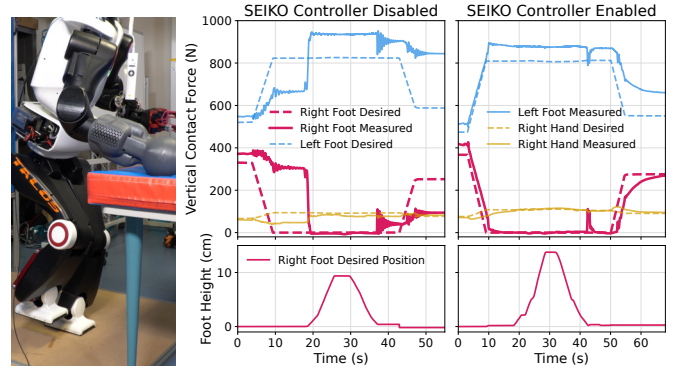 SEIKO Controller Disabled
SEIKO Controller Enabled
TALOS
Vertical Contact Force (N)
1000
800
600
400
200
0
Right Foot Desired
Right Foot Measured
Left Foot Desired
Left Foot Measured
Right Hand Desired
Right Hand Measured
Foot Height (cm)
10
0
Right Foot Desired Position
0 10 20 30 40 50
Time (s)
0 10 20 30 40 50 60
Time (s)